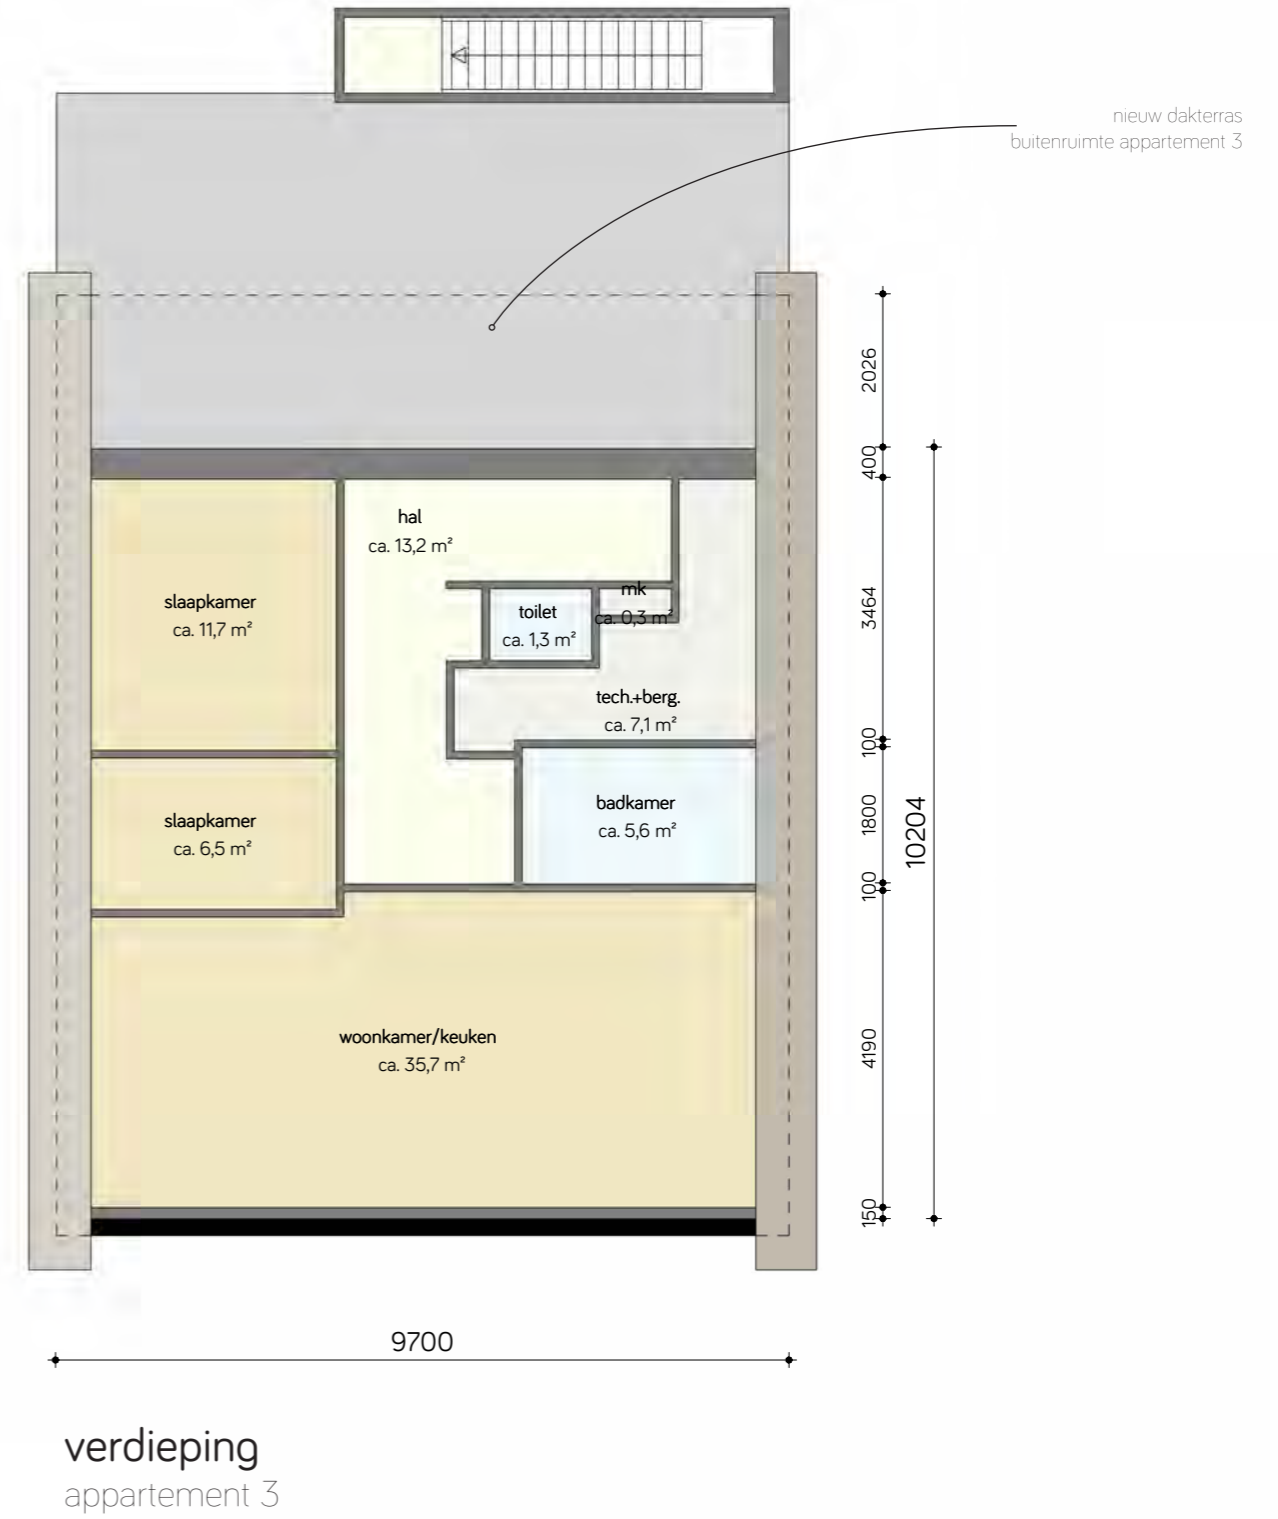 nieuw dakterras
buitenruimte appartement 3
2026
400
hal
ca. 13,2 m²
slaapkamer
ca. 11,7 m²
mk
ca. 0,3 m²
toilet
ca. 1,3 m²
3464
tech.+berg.
ca. 7,1 m²
100
badkamer
ca. 5,6 m²
1800
10204
slaapkamer
ca. 6,5 m²
100
woonkamer/keuken
ca. 35,7 m²
4190
150
9700
verdieping
appartement 3